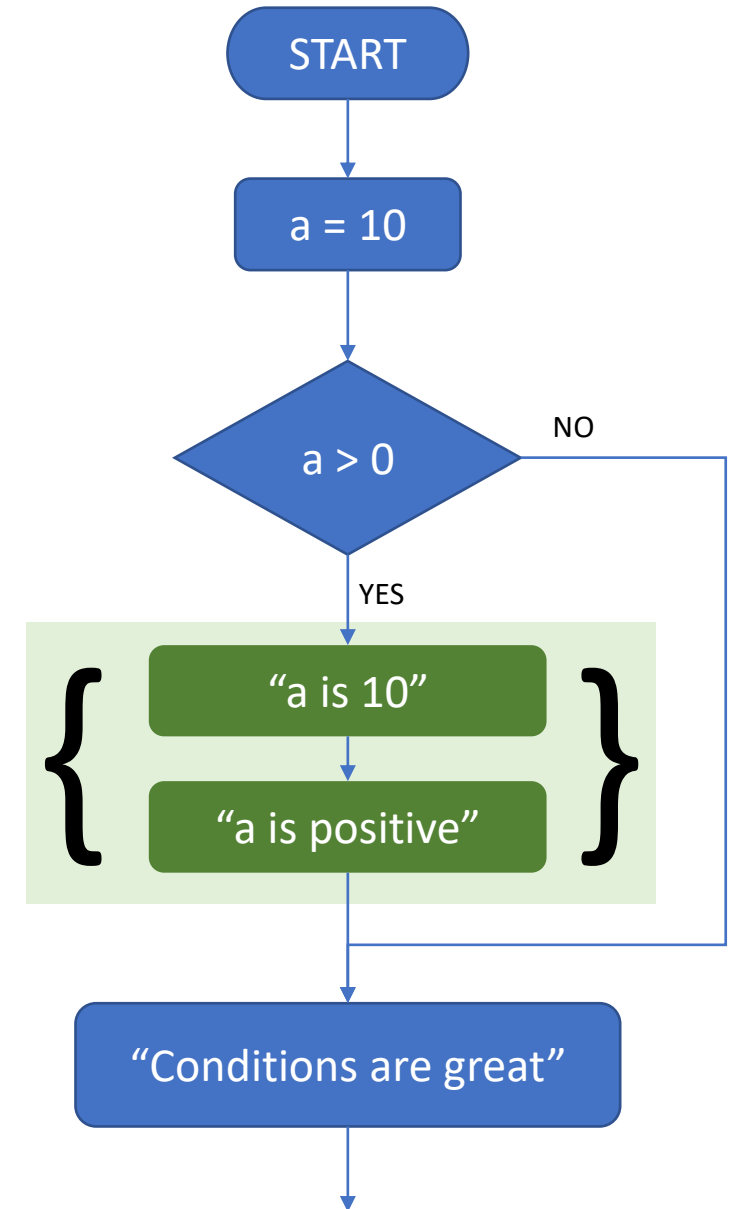 START
a = 10
a > 0
NO
YES
{
“a is 10”
“a is positive”
}
“Conditions are great”